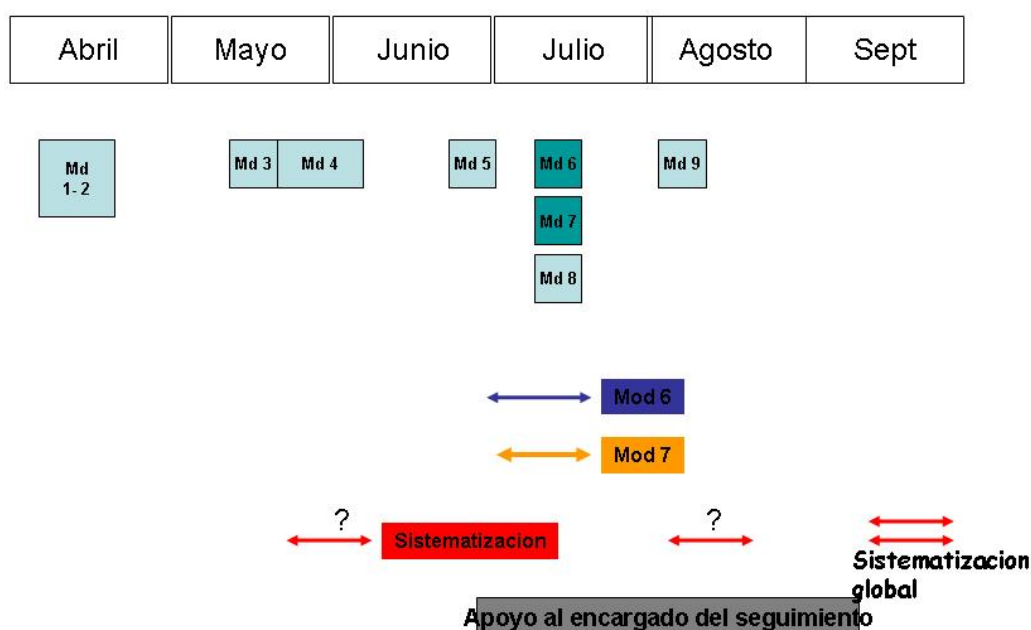 Abril Mayo Junio Julio Agosto Sept
Md 3 Md 4 Md 5 Md 6 Md 9
Md
1- 2
Md 7
Md 8
Mod 6
Mod 7
? ?
Sistematizacion
Sistematizacion
global
Apoyo al encargado del seguimiento